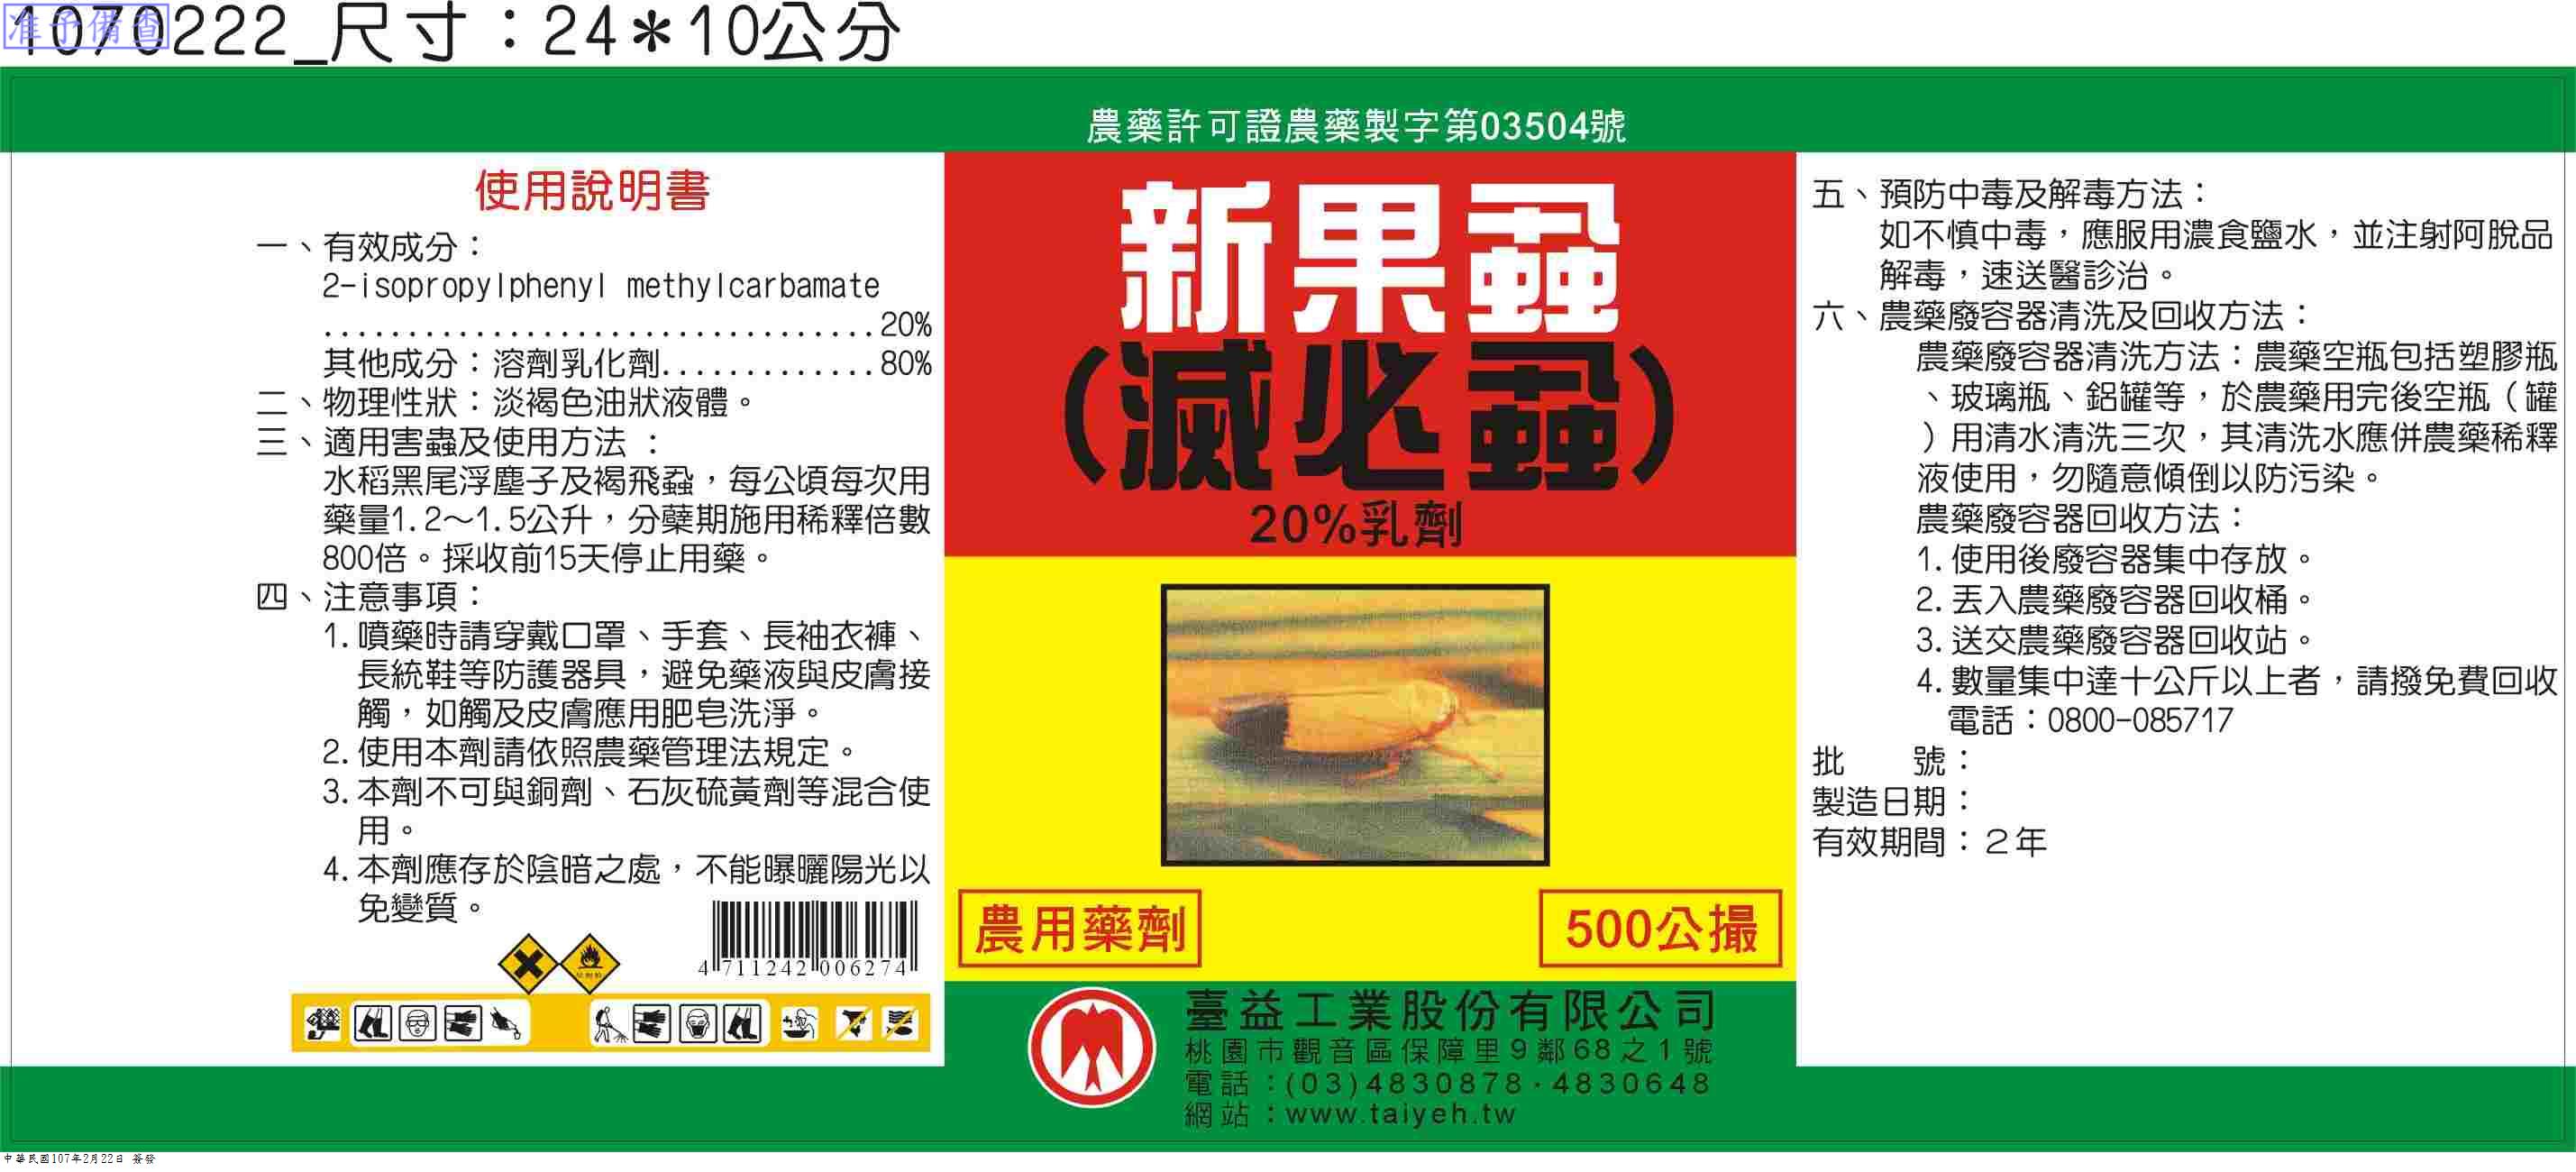 准予備查
1070222_尺寸：24*10公分
農藥許可證農藥製字第03504號
使用說明書
一、有效成分：
2-isopropylphenyl methylcarbamate
.................................20%
其他成分：溶劑乳化劑.............80%
二、物理性狀：淡褐色油狀液體。
三、適用害蟲及使用方法：
水稻黑尾浮塵子及褐飛蝨，每公頃每次用
藥量1.2～1.5公升，分蘗期施用稀釋倍數
800倍。採收前15天停止用藥。
四、注意事項：
1.噴藥時請穿戴口罩、手套、長袖衣褲、
長統鞋等防護器具，避免藥液與皮膚接
觸，如觸及皮膚應用肥皂洗淨。
2.使用本劑請依照農藥管理法規定。
3.本劑不可與銅劑、石灰硫黃劑等混合使
用。
4.本劑應存於陰暗之處，不能曝曬陽光以
免變質。
4 711242 006274
新果蝨
(滅必蝨)
20%乳劑
農用藥劑
500公撮
臺益工業股份有限公司
桃園市觀音區保障里9鄰68之1號
電話：(03)4830878·4830648
網站：www.taiyeh.tw
五、預防中毒及解毒方法：
如不慎中毒，應服用濃食鹽水，並注射阿脫品
解毒，速送醫診治。
六、農藥廢容器清洗及回收方法：
農藥廢容器清洗方法：農藥空瓶包括塑膠瓶
、玻璃瓶、鋁罐等，於農藥用完後空瓶（罐
）用清水清洗三次，其清洗水應併農藥稀釋
液使用，勿隨意傾倒以防污染。
農藥廢容器回收方法：
1.使用後廢容器集中存放。
2.丟入農藥廢容器回收桶。
3.送交農藥廢容器回收站。
4.數量集中達十公斤以上者，請撥免費回收
電話：0800-085717
批　　號：
製造日期：
有效期間：２年
中華民國107年2月22日 簽發